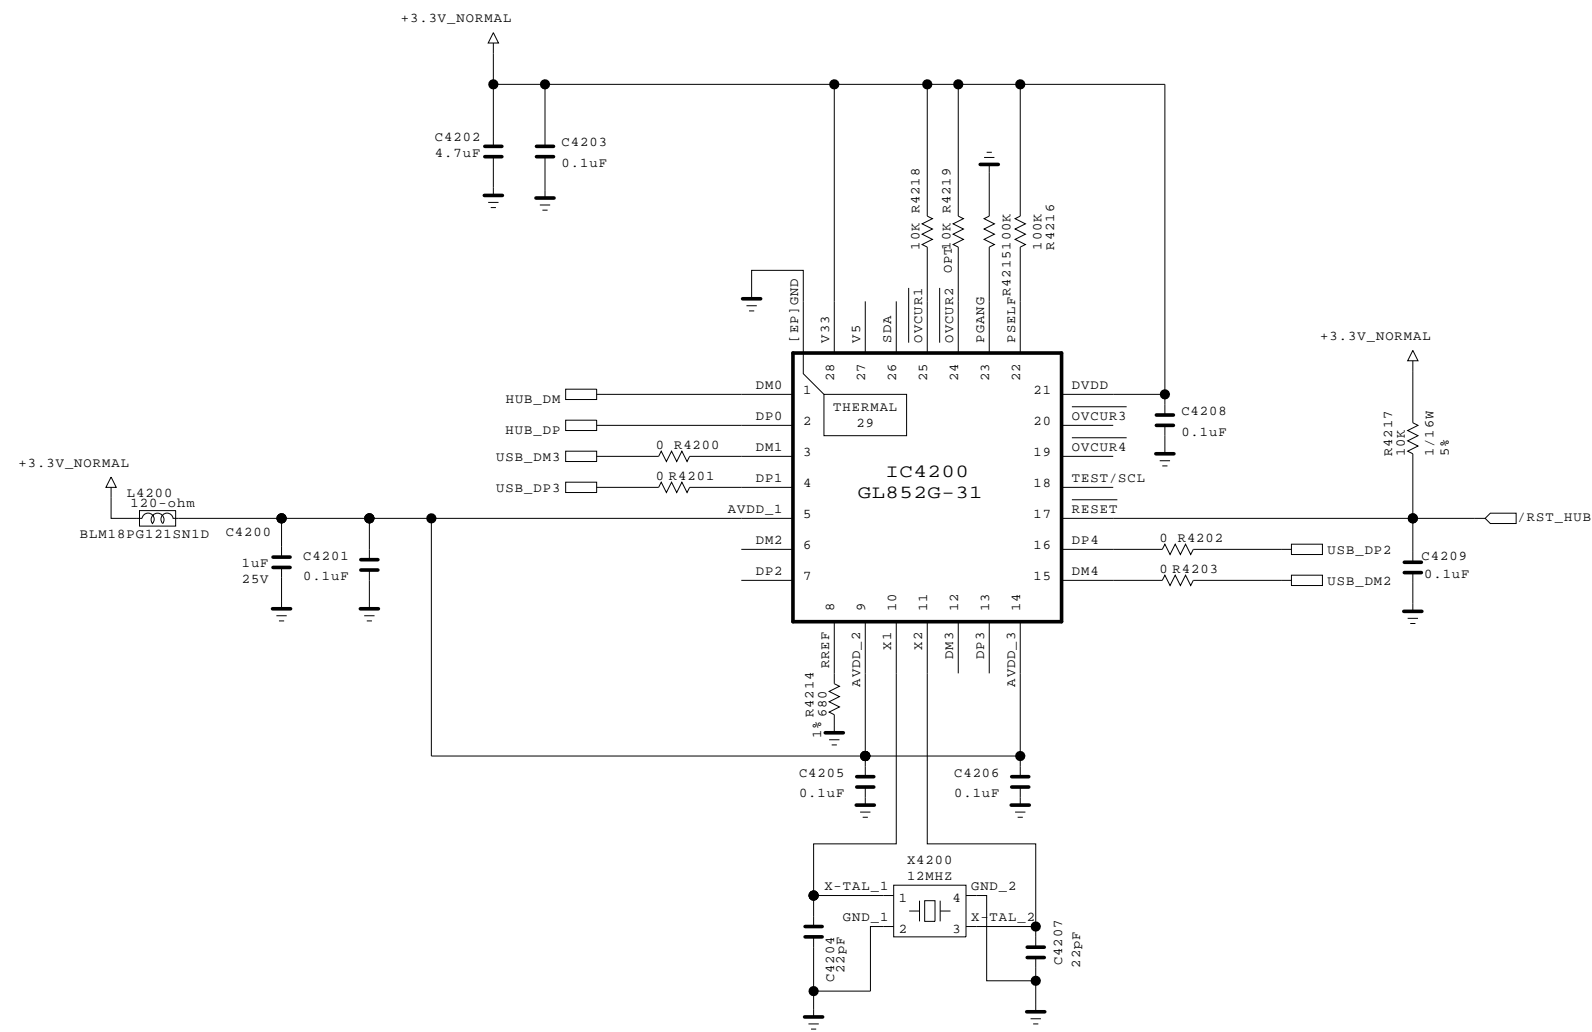 +3.3V_NORMAL
C4202
4.7uF
C4203
0.1uF
R4218
10K
R4219
10K
OPT
R4215
100K
100K
R4216
[EP]GND
V33
V5
SDA
OVCUR1
OVCUR2
PGANG
PSELF
28
27
26
25
24
23
22
THERMAL
29
IC4200
GL852G-31
HUB_DM
DM0
1
HUB_DP
DP0
2
USB_DM3
0 R4200
DM1
3
USB_DP3
0 R4201
DP1
4
AVDD_1
5
DM2
6
DP2
7
+3.3V_NORMAL
L4200
120-ohm
BLM18PG121SN1D
C4200
1uF
25V
C4201
0.1uF
21
DVDD
20
OVCUR3
19
OVCUR4
18
TEST/SCL
17
RESET
16
DP4
0 R4202
USB_DP2
15
DM4
0 R4203
USB_DM2
C4208
0.1uF
+3.3V_NORMAL
R4217
10K
1/16W
5%
/RST_HUB
C4209
0.1uF
8
9
10
11
12
13
14
RREF
AVDD_2
X1
X2
DM3
DP3
AVDD_3
R4214
680
1%
C4205
0.1uF
C4206
0.1uF
X4200
12MHZ
X-TAL_1
1
4
GND_2
GND_1
2
3
X-TAL_2
C4204
22pF
C4207
22pF